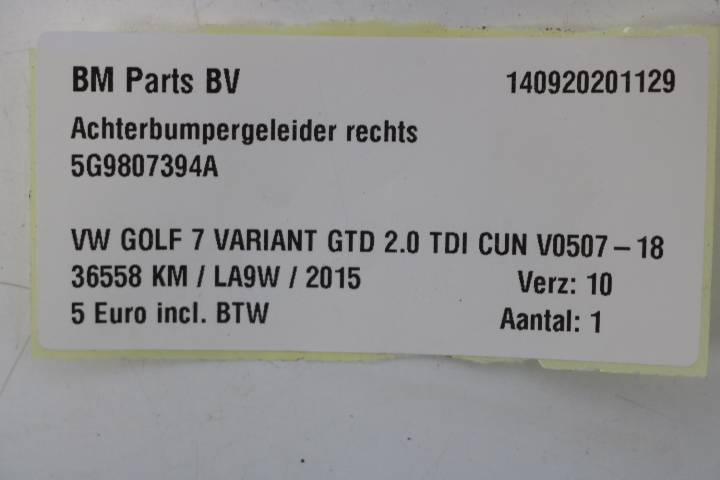 BM Parts BV 140920201129
Achterbumpergeleider rechts
5G9807394A
VW GOLF 7 VARIANT GTD 2.0 TDI CUN V0507-18
36558 KM / LA9W / 2015 Verz: 10
5 Euro incl. BTW Aantal: 1